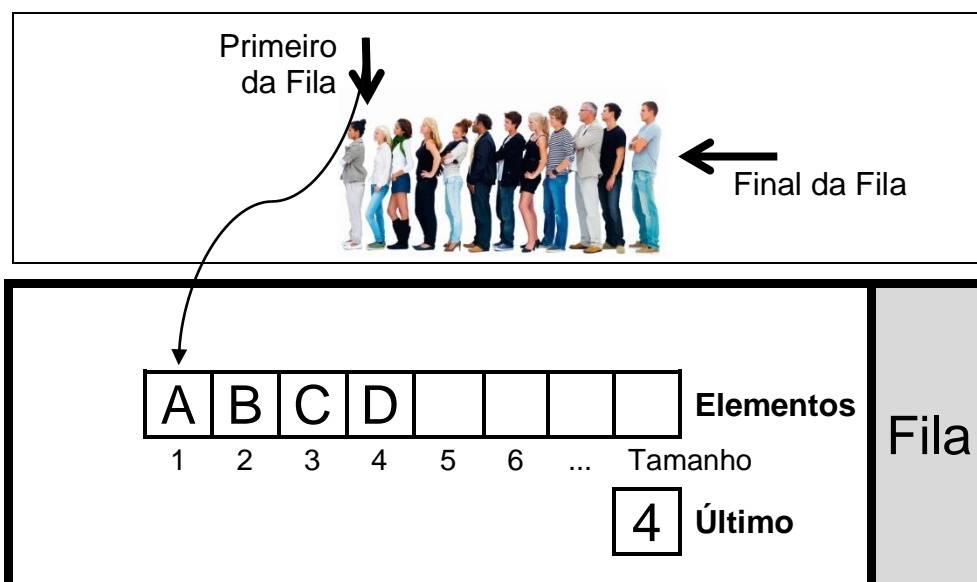 Primeiro
da Fila
Final da Fila
A B C D Elementos
1 2 3 4 5 6 ... Tamanho
4 Último
Fila